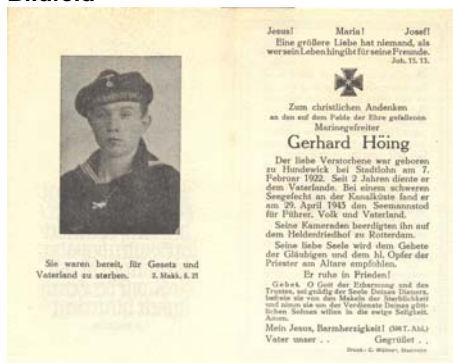 Sie waren bereit, für Gesetz und
Vaterland zu sterben. 2. Makk. 8. 21
Jesus! Maria! Josef!
Eine größere Liebe hat niemand, als
wer sein Leben hingibt für seine Freunde.
Joh. 15. 13.
Zum christlichen Andenken
an den auf dem Felde der Ehre gefallenen
Marinegefreiter
Gerhard Höing
Der liebe Verstorbene war geboren
zu Hundewick bei Stadtlohn am 7.
Februar 1922. Seit 2 Jahren diente er
dem Vaterlande. Bei einem schweren
Seegefecht an der Kanalküste fand er
am 29. April 1943 den Seemannstod
für Führer, Volk und Vaterland.
Seine Kameraden beerdigten ihn auf
dem Heldenfriedhof zu Rotterdam.
Seine liebe Seele wird dem Gebete
der Gläubigen und dem hl. Opfer der
Priester am Altare empfohlen.
Er ruhe in Frieden!
Gebet. O Gott der Erbarmung und des
Trostes, sei gnädig der Seele Deines Dieners,
befreie sie von den Makeln der Sterblichkeit
und nimm sie um der Verdienste Deines gött-
lichen Sohnes willen in die ewige Seligkeit.
Amen.
Mein Jesus, Barmherzigkeit! (300 T. Abl.)
Vater unser . . Gegrüßet . .